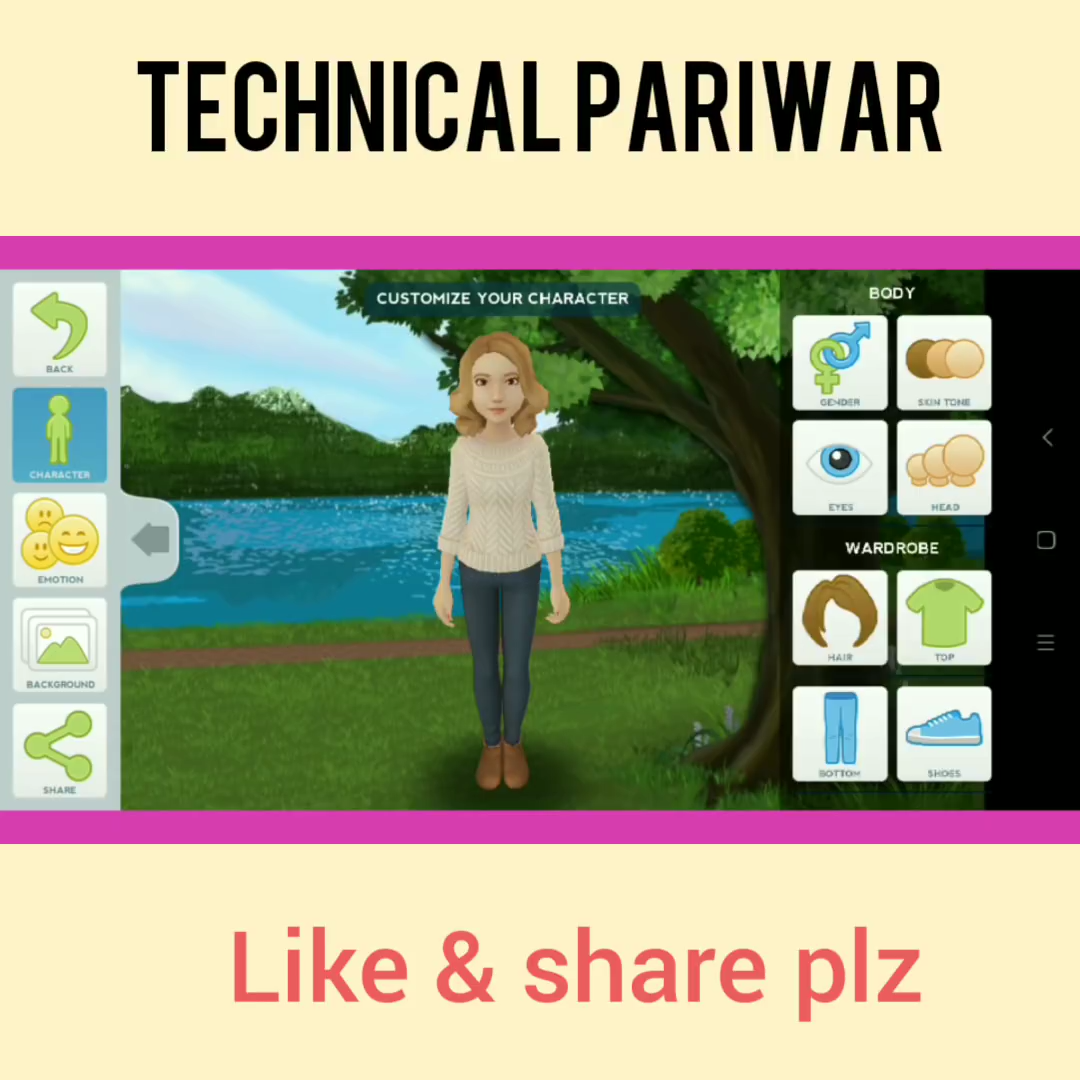 TECHNICAL PARIWAR
CUSTOMIZE YOUR CHARACTER
BACK
CHARACTER
EMOTION
BACKGROUND
SHARE
BODY
GENDER
SKIN TONE
EYES
HEAD
WARDROBE
HAIR
TOP
BOTTOM
SHOES
Like & share plz